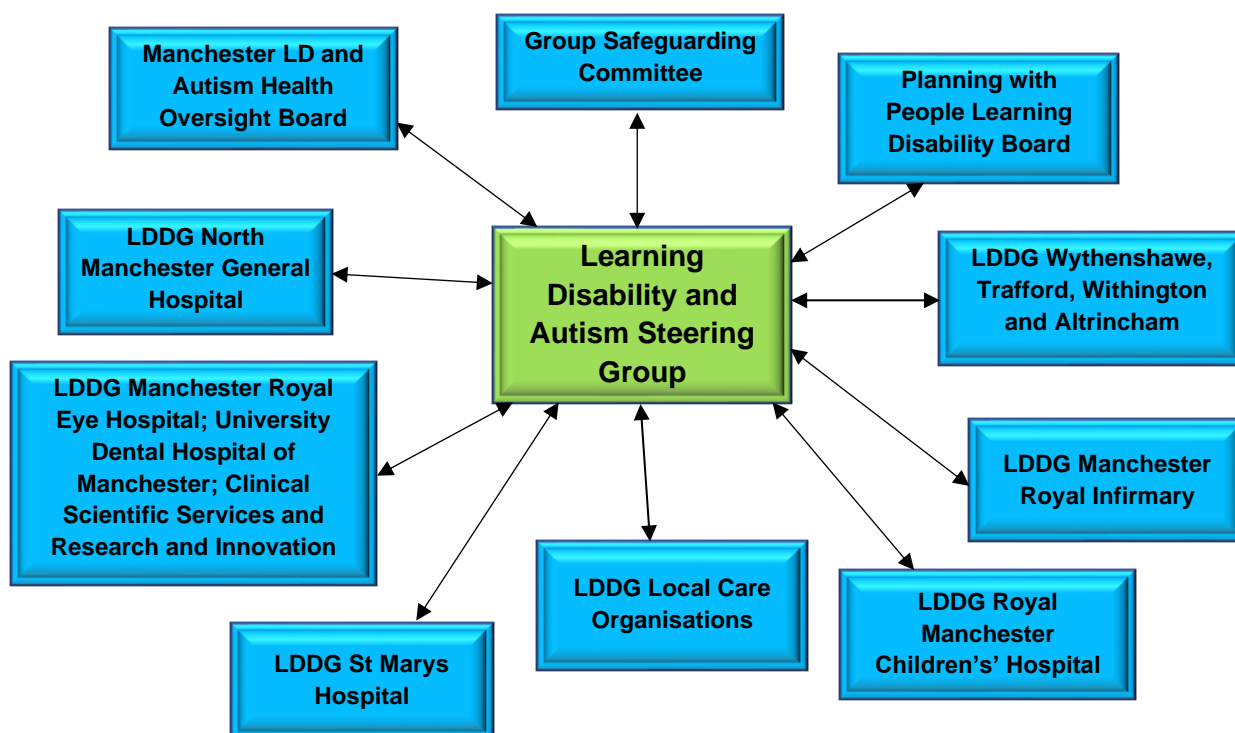 Manchester LD and
Autism Health
Oversight Board
Group Safeguarding
Committee
Planning with
People Learning
Disability Board
LDDG North
Manchester General
Hospital
Learning
Disability and
Autism Steering
Group
LDDG Wythenshawe,
Trafford, Withington
and Altrincham
LDDG Manchester Royal
Eye Hospital; University
Dental Hospital of
Manchester; Clinical
Scientific Services and
Research and Innovation
LDDG Manchester
Royal Infirmary
LDDG St Marys
Hospital
LDDG Local Care
Organisations
LDDG Royal
Manchester
Children’s’ Hospital